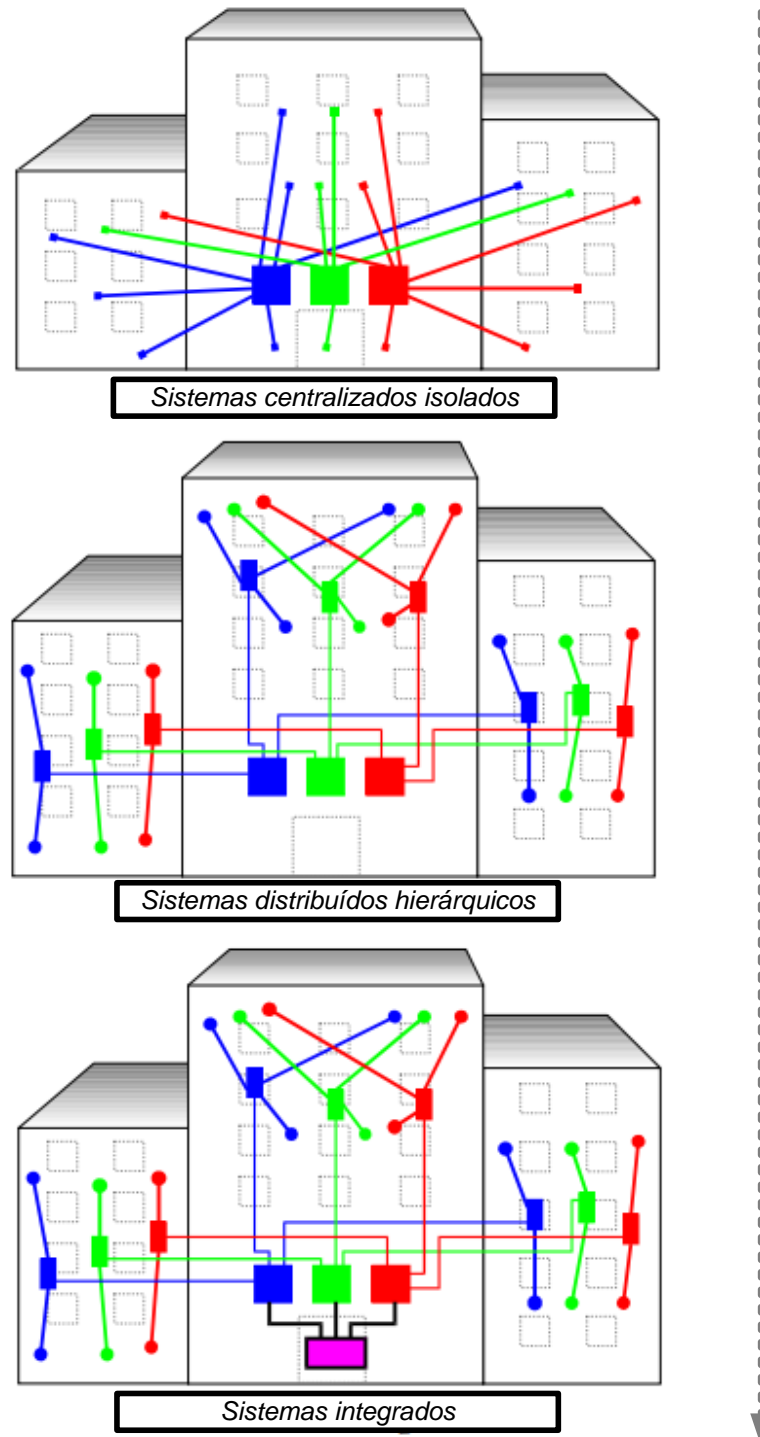 Sistemas centralizados isolados
Sistemas distribuídos hierárquicos
Sistemas integrados